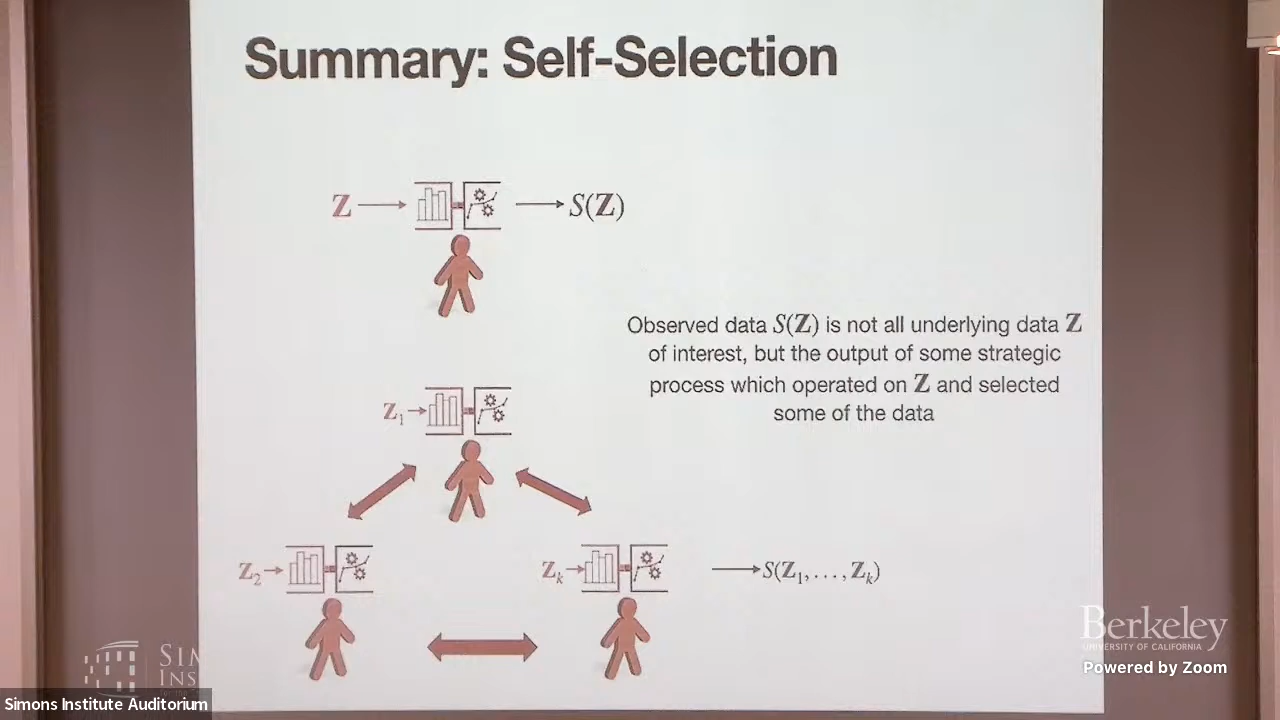 Summary: Self-Selection
Z
S(Z)
Observed data S(Z) is not all underlying data Z
of interest, but the output of some strategic
process which operated on Z and selected
some of the data
Z₁
Z₂
Zₖ
S(Z₁, . . . , Zₖ)
Berkeley
UNIVERSITY OF CALIFORNIA
Powered by Zoom
SIM
INS
Simons Institute Auditorium